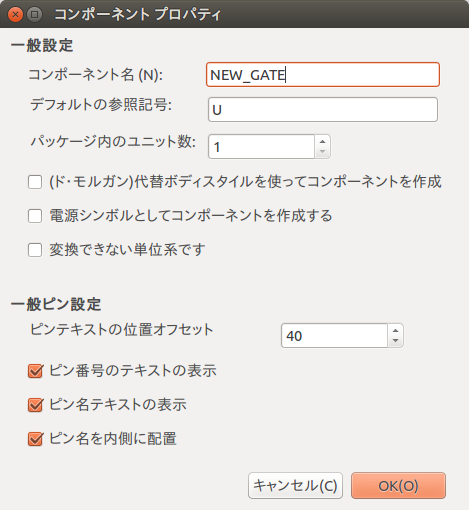 コンポーネント プロパティ
一般設定
コンポーネント名 (N): NEW_GATE
デフォルトの参照記号: U
パッケージ内のユニット数: 1
(ド・モルガン)代替ボディスタイルを使ってコンポーネントを作成
電源シンボルとしてコンポーネントを作成する
変換できない単位系です
一般ピン設定
ピンテキストの位置オフセット 40
ピン番号のテキストの表示
ピン名テキストの表示
ピン名を内側に配置
キャンセル(C) OK(O)